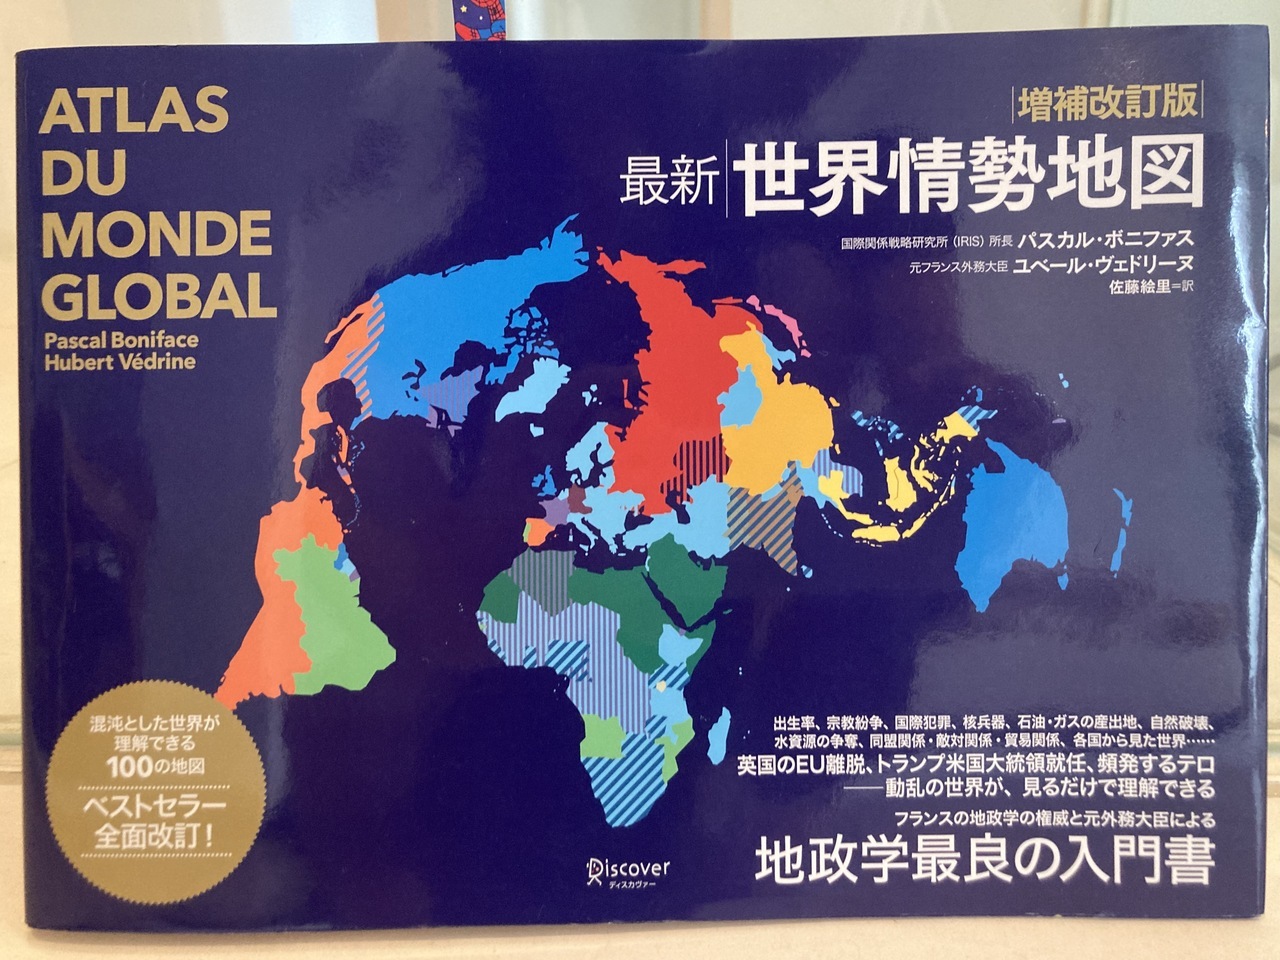 ATLAS
DU
MONDE
GLOBAL
Pascal Boniface
Hubert Védrine
増補改訂版
最新 世界情勢地図
国際関係戦略研究所（IRIS）所長 パスカル・ボニファス
元フランス外務大臣 ユベール・ヴェドリーヌ
佐藤絵里=訳
混沌とした世界が
理解できる
100の地図
ベストセラー
全面改訂！
出生率、宗教紛争、国際犯罪、核兵器、石油・ガスの産出地、自然破壊、
水資源の争奪、同盟関係・敵対関係・貿易関係、各国から見た世界……
英国のEU離脱、トランプ米国大統領就任、頻発するテロ
――動乱の世界が、見るだけで理解できる
フランスの地政学の権威と元外務大臣による
地政学最良の入門書
Discover
ディスカヴァー